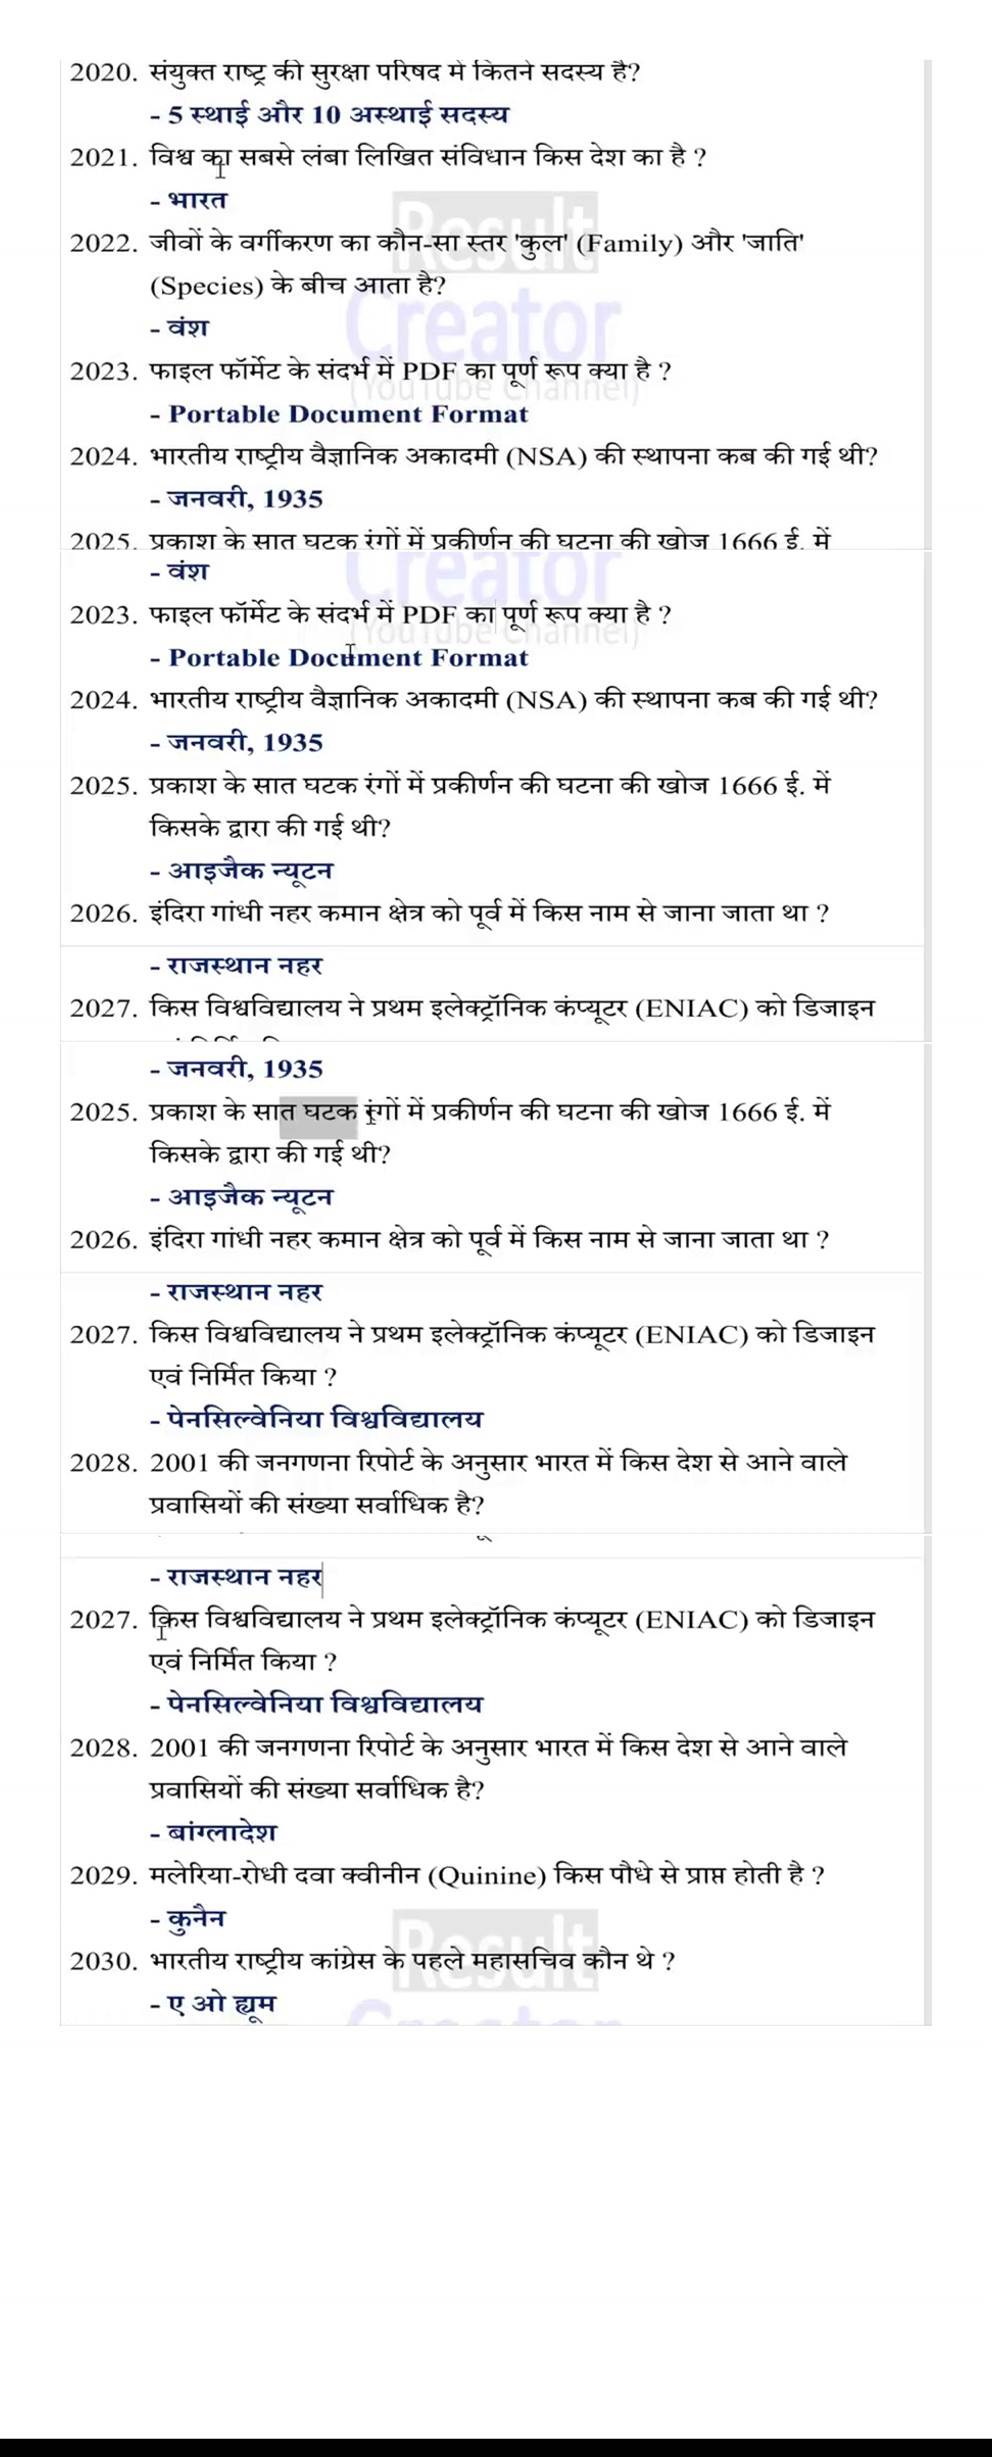 2020. संयुक्त राष्ट्र की सुरक्षा परिषद में कितने सदस्य हैं?
- 5 स्थाई और 10 अस्थाई सदस्य
2021. विश्व का सबसे लंबा लिखित संविधान किस देश का है ?
- भारत
Result
2022. जीवों के वर्गीकरण का कौन-सा स्तर 'कुल' (Family) और 'जाति'
(Species) के बीच आता है?
Creator
- वंश
2023. फाइल फॉर्मेट के संदर्भ में PDF का पूर्ण रूप क्या है ?
(YouTube Channel)
- Portable Document Format
2024. भारतीय राष्ट्रीय वैज्ञानिक अकादमी (NSA) की स्थापना कब की गई थी?
- जनवरी, 1935
2025. प्रकाश के सात घटक रंगों में प्रकीर्णन की घटना की खोज 1666 ई. में
- वंश
Creator
2023. फाइल फॉर्मेट के संदर्भ में PDF का पूर्ण रूप क्या है ?
(YouTube Channel)
- Portable Document Format
2024. भारतीय राष्ट्रीय वैज्ञानिक अकादमी (NSA) की स्थापना कब की गई थी?
- जनवरी, 1935
2025. प्रकाश के सात घटक रंगों में प्रकीर्णन की घटना की खोज 1666 ई. में
किसके द्वारा की गई थी?
- आइजैक न्यूटन
2026. इंदिरा गांधी नहर कमान क्षेत्र को पूर्व में किस नाम से जाना जाता था ?
- राजस्थान नहर
2027. किस विश्वविद्यालय ने प्रथम इलेक्ट्रॉनिक कंप्यूटर (ENIAC) को डिजाइन
- जनवरी, 1935
2025. प्रकाश के सात घटक रंगों में प्रकीर्णन की घटना की खोज 1666 ई. में
किसके द्वारा की गई थी?
- आइजैक न्यूटन
2026. इंदिरा गांधी नहर कमान क्षेत्र को पूर्व में किस नाम से जाना जाता था ?
- राजस्थान नहर
2027. किस विश्वविद्यालय ने प्रथम इलेक्ट्रॉनिक कंप्यूटर (ENIAC) को डिजाइन
एवं निर्मित किया ?
- पेनसिल्वेनिया विश्वविद्यालय
2028. 2001 की जनगणना रिपोर्ट के अनुसार भारत में किस देश से आने वाले
प्रवासियों की संख्या सर्वाधिक है?
- राजस्थान नहर
2027. किस विश्वविद्यालय ने प्रथम इलेक्ट्रॉनिक कंप्यूटर (ENIAC) को डिजाइन
एवं निर्मित किया ?
- पेनसिल्वेनिया विश्वविद्यालय
2028. 2001 की जनगणना रिपोर्ट के अनुसार भारत में किस देश से आने वाले
प्रवासियों की संख्या सर्वाधिक है?
- बांग्लादेश
2029. मलेरिया-रोधी दवा क्वीनीन (Quinine) किस पौधे से प्राप्त होती है ?
- कुनैन
Result
2030. भारतीय राष्ट्रीय कांग्रेस के पहले महासचिव कौन थे ?
- ए ओ ह्यूम